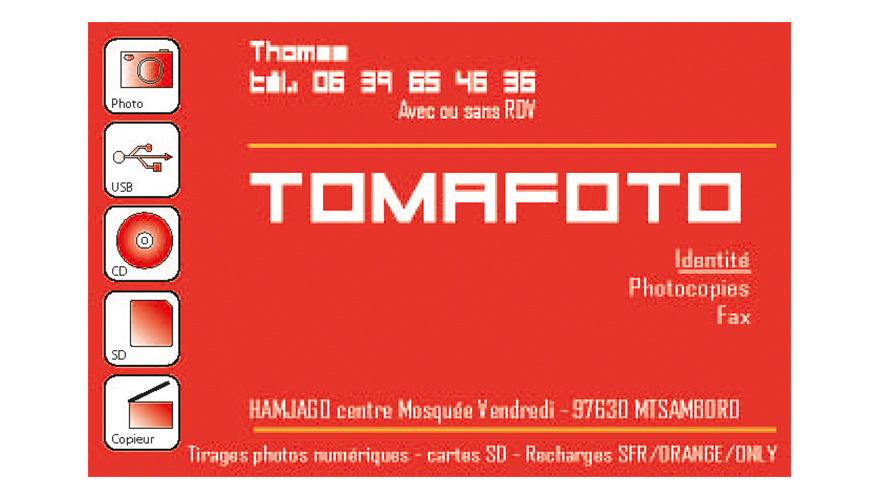 Thomas
tél. 06 39 65 46 36
Avec ou sans RDV
TOMAFOTO
Identité
Photocopies
Fax
HAMJAGO centre Mosquée Vendredi - 97630 MTSAMBORO
Tirages photos numériques - cartes SD - Recharges SFR/ORANGE/ONLY
Photo
USB
CD
SD
Copieur